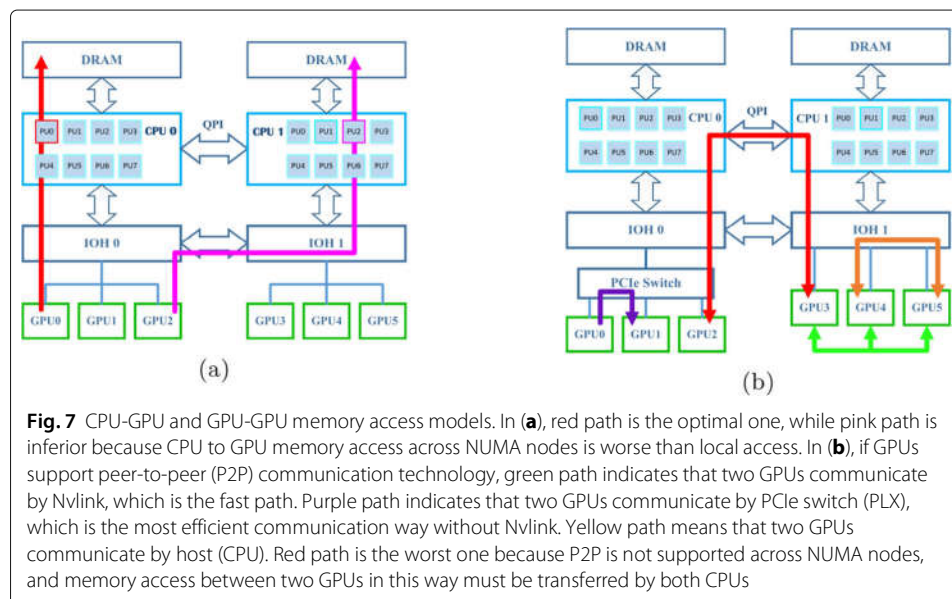 DRAM
DRAM
PU0 PU1 PU2 PU3 CPU 0
QPI
CPU 1 PU0 PU1 PU2 PU3
PU4 PU5 PU6 PU7
PU4 PU5 PU6 PU7
IOH 0
IOH 1
GPU0 GPU1 GPU2
GPU3 GPU4 GPU5
(a)
DRAM
DRAM
PU0 PU1 PU2 PU3 CPU 0
QPI
CPU 1 PU0 PU1 PU2 PU3
PU4 PU5 PU6 PU7
PU4 PU5 PU6 PU7
IOH 0
IOH 1
PCIe Switch
GPU0 GPU1 GPU2
GPU3 GPU4 GPU5
(b)
Fig. 7 CPU-GPU and GPU-GPU memory access models. In (a), red path is the optimal one, while pink path is
inferior because CPU to GPU memory access across NUMA nodes is worse than local access. In (b), if GPUs
support peer-to-peer (P2P) communication technology, green path indicates that two GPUs communicate
by Nvlink, which is the fast path. Purple path indicates that two GPUs communicate by PCIe switch (PLX),
which is the most efficient communication way without Nvlink. Yellow path means that two GPUs
communicate by host (CPU). Red path is the worst one because P2P is not supported across NUMA nodes,
and memory access between two GPUs in this way must be transferred by both CPUs